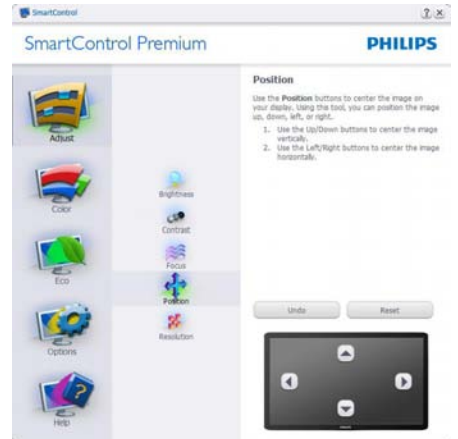 SmartControl
SmartControl Premium
PHILIPS
Adjust
Color
Eco
Options
Help
Brightness
Contrast
Focus
Position
Resolution
Position
Use the Position buttons to center the image on
your display. Using the tool, you can position the image
up, down, left, or right.
1. Use the Up/Down buttons to center the image
vertically.
2. Use the Left/Right buttons to center the image
horizontally.
Undo
Reset